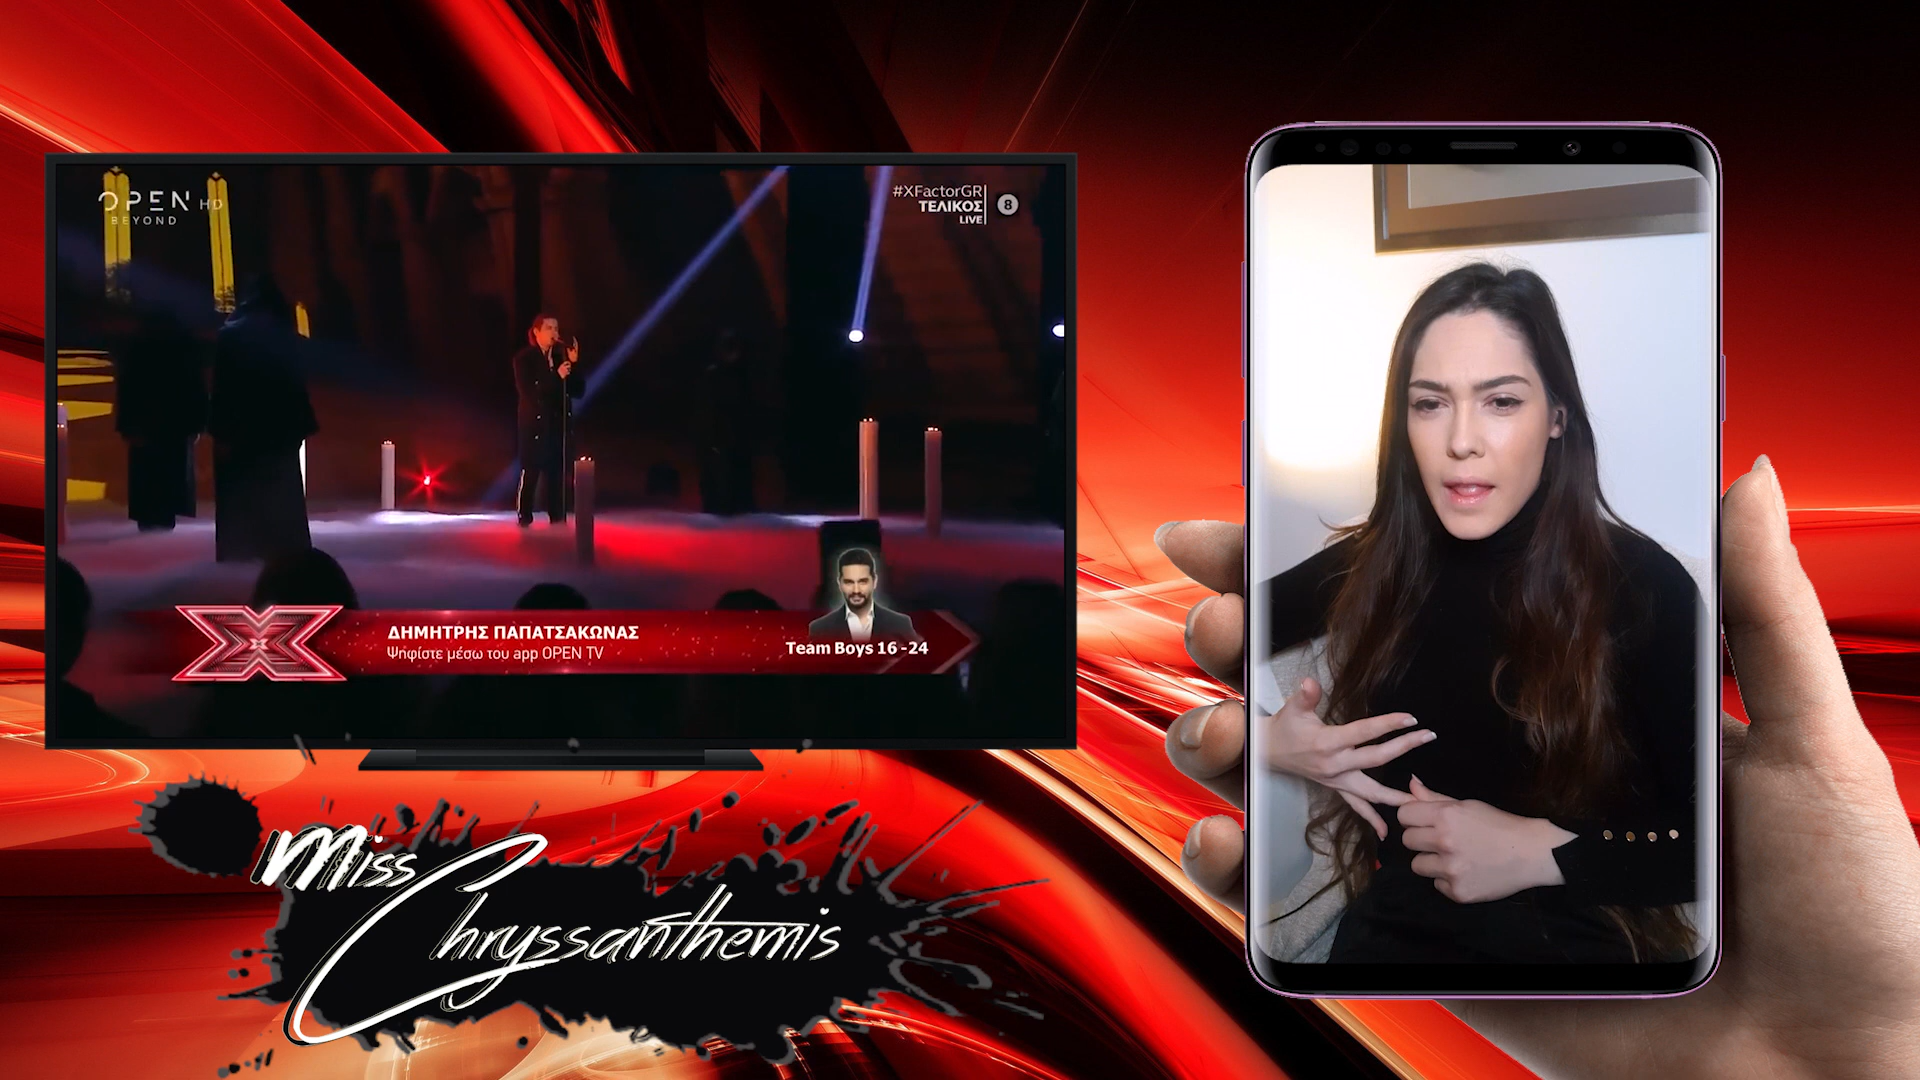 OPEN HD
BEYOND
#XFactorGR
ΤΕΛΙΚΟΣ
LIVE
8
ΔΗΜΗΤΡΗΣ ΠΑΠΑΤΣΑΚΩΝΑΣ
Ψηφίστε μέσω του app OPEN TV
Team Boys 16 -24
Miss
Chryssanthemis